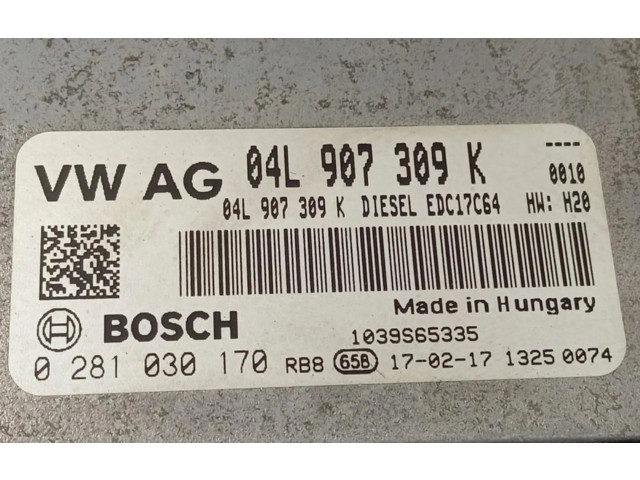 VW AG 04L 907 309 K ----
0010
04L 907 309 K DIESEL EDC17C64 HW: H20
Made in Hungary
BOSCH 1039S65335
0 281 030 170 RB8 65B 17-02-17 1325 0074